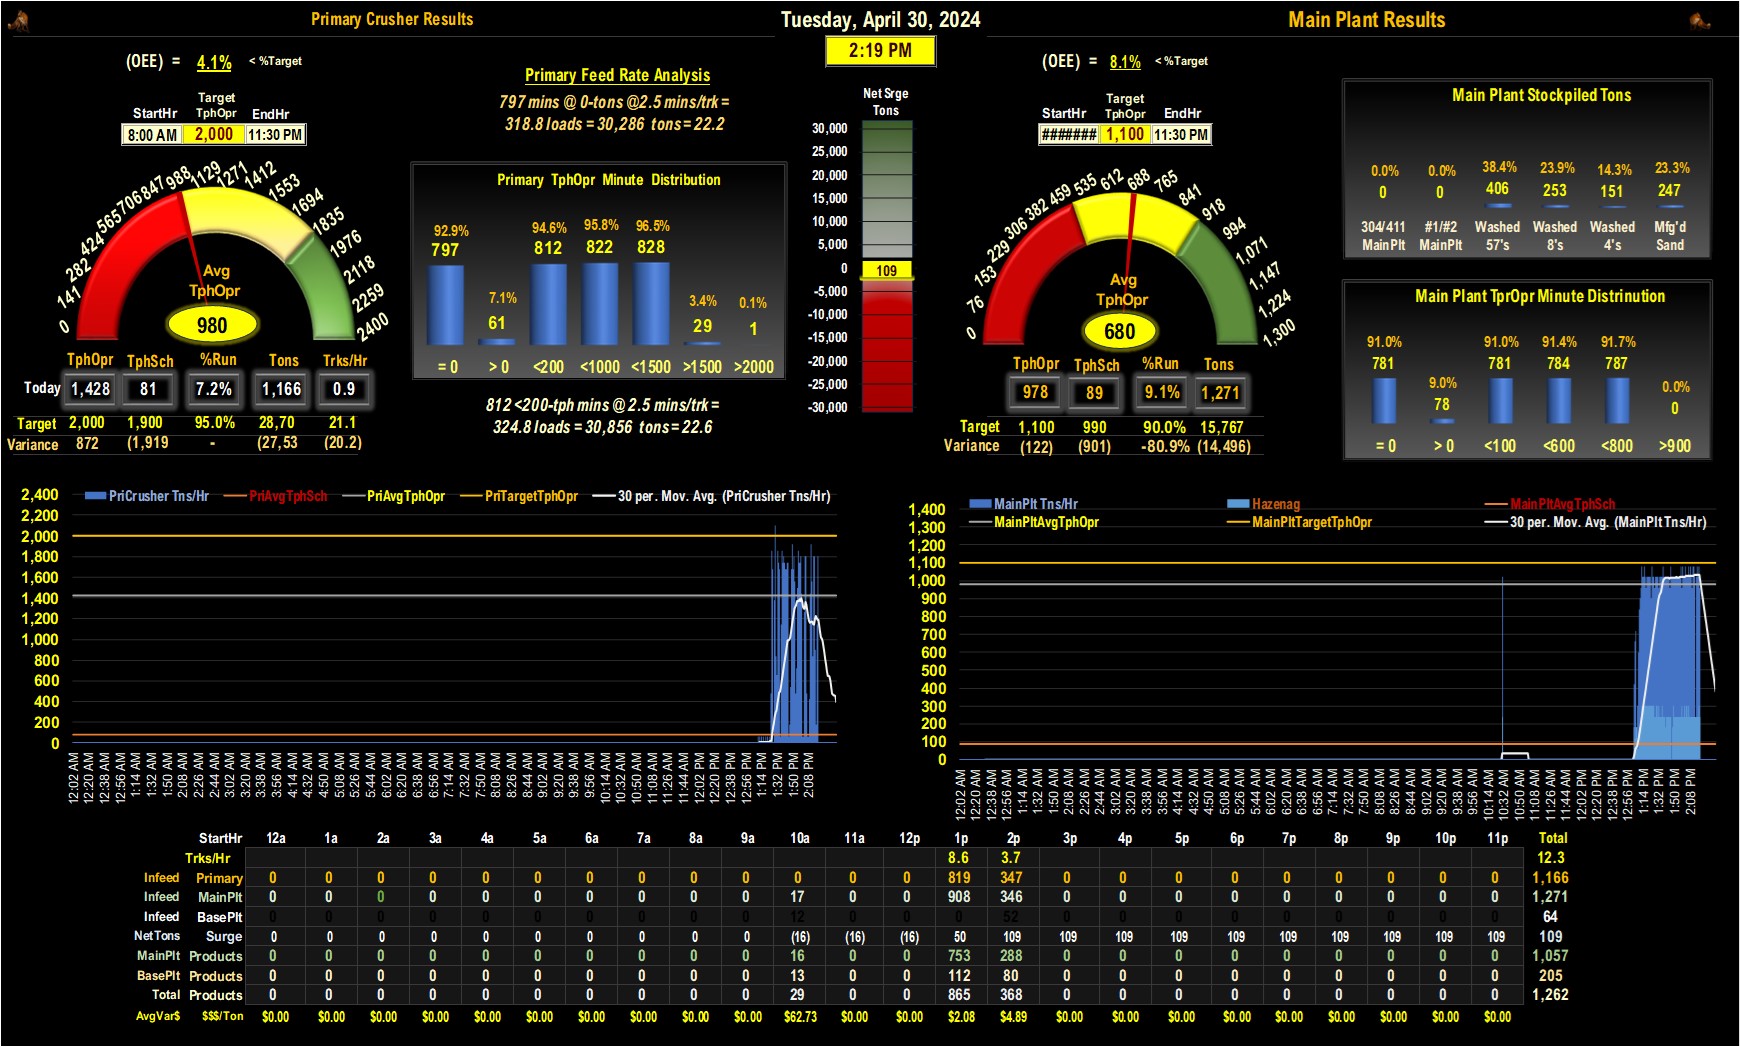 Primary Crusher Results
Tuesday, April 30, 2024
Main Plant Results
2:19 PM
(OEE) = 4.1% < %Target
Target
StartHr TphOpr EndHr
8:00 AM 2,000 11:30 PM
0 141 282 424 565 706 847 988 1129 1271 1412 1553 1694 1835 1976 2118 2259 2400
Avg
TphOpr
980
TphOpr TphSch %Run Tons Trks/Hr
Today 1,428 81 7.2% 1,166 0.9
Target 2,000 1,900 95.0% 28,70 21.1
Variance 872 (1,919 - (27,53 (20.2)
Primary Feed Rate Analysis
797 mins @ 0-tons @2.5 mins/trk =
318.8 loads = 30,286 tons = 22.2
Primary TphOpr Minute Distribution
92.9% 7.1% 94.6% 95.8% 96.5% 3.4% 0.1%
797 61 812 822 828 29 1
= 0 > 0 <200 <1000 <1500 >1500 >2000
812 <200-tph mins @ 2.5 mins/trk =
324.8 loads = 30,856 tons = 22.6
Net Srge
Tons
30,000
25,000
20,000
15,000
10,000
5,000
0
109
-5,000
-10,000
-15,000
-20,000
-25,000
-30,000
(OEE) = 8.1% < %Target
Target
StartHr TphOpr EndHr
####### 1,100 11:30 PM
0 76 153 229 306 382 459 535 612 688 765 841 918 994 1,071 1,147 1,224 1,300
Avg
TphOpr
680
TphOpr TphSch %Run Tons
978 89 9.1% 1,271
Target 1,100 990 90.0% 15,767
Variance (122) (901) -80.9% (14,496)
Main Plant Stockpiled Tons
0.0% 0.0% 38.4% 23.9% 14.3% 23.3%
0 0 406 253 151 247
304/411 #1/#2 Washed Washed Washed Mfg'd
MainPlt MainPlt 57's 8's 4's Sand
Main Plant TprOpr Minute Distrinution
91.0% 9.0% 91.0% 91.4% 91.7% 0.0%
781 78 781 784 787 0
= 0 > 0 <100 <600 <800 >900
PriCrusher Tns/Hr PriAvgTphSch PriAvgTphOpr PriTargetTphOpr 30 per. Mov. Avg. (PriCrusher Tns/Hr)
2,400
2,200
2,000
1,800
1,600
1,400
1,200
1,000
800
600
400
200
0
12:02 AM 12:20 AM 12:38 AM 12:56 AM 1:14 AM 1:32 AM 1:50 AM 2:08 AM 2:26 AM 2:44 AM 3:02 AM 3:20 AM 3:38 AM 3:56 AM 4:14 AM 4:32 AM 4:50 AM 5:08 AM 5:26 AM 5:44 AM 6:02 AM 6:20 AM 6:38 AM 6:56 AM 7:14 AM 7:32 AM 7:50 AM 8:08 AM 8:26 AM 8:44 AM 9:02 AM 9:20 AM 9:38 AM 9:56 AM 10:14 AM 10:32 AM 10:50 AM 11:08 AM 11:26 AM 11:44 AM 12:02 PM 12:20 PM 12:38 PM 12:56 PM 1:14 PM 1:32 PM 1:50 PM 2:08 PM
MainPlt Tns/Hr Hazenag MainPltAvgTphSch
MainPltAvgTphOpr MainPltTargetTphOpr 30 per. Mov. Avg. (MainPlt Tns/Hr)
1,400
1,300
1,200
1,100
1,000
900
800
700
600
500
400
300
200
100
0
12:02 AM 12:20 AM 12:38 AM 12:56 AM 1:14 AM 1:32 AM 1:50 AM 2:08 AM 2:26 AM 2:44 AM 3:02 AM 3:20 AM 3:38 AM 3:56 AM 4:14 AM 4:32 AM 4:50 AM 5:08 AM 5:26 AM 5:44 AM 6:02 AM 6:20 AM 6:38 AM 6:56 AM 7:14 AM 7:32 AM 7:50 AM 8:08 AM 8:26 AM 8:44 AM 9:02 AM 9:20 AM 9:38 AM 9:56 AM 10:14 AM 10:32 AM 10:50 AM 11:08 AM 11:26 AM 11:44 AM 12:02 PM 12:20 PM 12:38 PM 12:56 PM 1:14 PM 1:32 PM 1:50 PM 2:08 PM
StartHr 12a 1a 2a 3a 4a 5a 6a 7a 8a 9a 10a 11a 12p 1p 2p 3p 4p 5p 6p 7p 8p 9p 10p 11p Total
Trks/Hr 8.6 3.7 12.3
Infeed Primary 0 0 0 0 0 0 0 0 0 0 0 0 0 819 347 0 0 0 0 0 0 0 0 0 1,166
Infeed MainPlt 0 0 0 0 0 0 0 0 0 0 17 0 0 908 346 0 0 0 0 0 0 0 0 0 1,271
Infeed BasePlt 0 0 0 0 0 0 0 0 0 0 12 0 0 0 52 0 0 0 0 0 0 0 0 0 64
NetTons Surge 0 0 0 0 0 0 0 0 0 0 (16) (16) (16) 50 109 109 109 109 109 109 109 109 109 109 109
MainPlt Products 0 0 0 0 0 0 0 0 0 0 16 0 0 753 288 0 0 0 0 0 0 0 0 0 1,057
BasePlt Products 0 0 0 0 0 0 0 0 0 0 13 0 0 112 80 0 0 0 0 0 0 0 0 0 205
Total Products 0 0 0 0 0 0 0 0 0 0 29 0 0 865 368 0 0 0 0 0 0 0 0 0 1,262
AvgVar$ $$$/Ton $0.00 $0.00 $0.00 $0.00 $0.00 $0.00 $0.00 $0.00 $0.00 $0.00 $62.73 $0.00 $0.00 $2.08 $4.89 $0.00 $0.00 $0.00 $0.00 $0.00 $0.00 $0.00 $0.00 $0.00